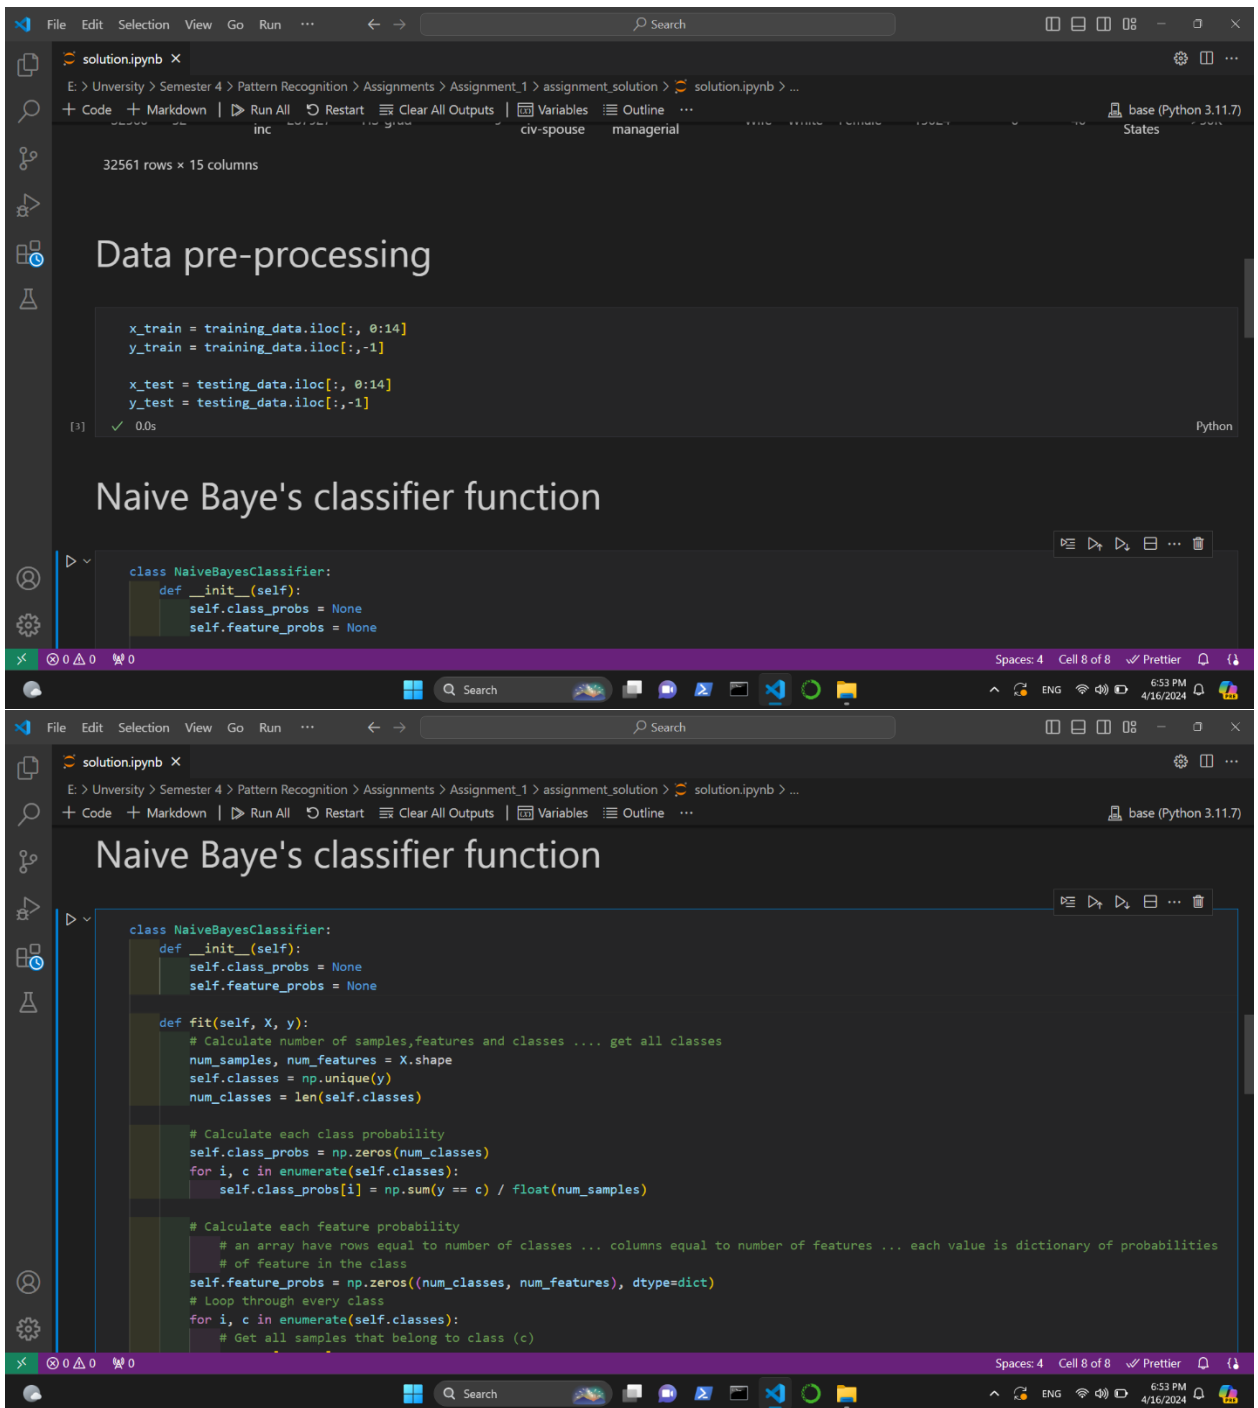 File Edit Selection View Go Run ··· ← → Search
solution.ipynb ×
E: > Unversity > Semester 4 > Pattern Recognition > Assignments > Assignment_1 > assignment_solution > solution.ipynb > ...
+ Code + Markdown | Run All Restart Clear All Outputs | Variables Outline ··· base (Python 3.11.7)
inc civ-spouse managerial States
32561 rows × 15 columns
Data pre-processing
x_train = training_data.iloc[:, 0:14]
y_train = training_data.iloc[:,-1]
x_test = testing_data.iloc[:, 0:14]
y_test = testing_data.iloc[:,-1]
[3] ✓ 0.0s Python
Naive Baye's classifier function
class NaiveBayesClassifier:
def __init__(self):
self.class_probs = None
self.feature_probs = None
0 0 0 Spaces: 4 Cell 8 of 8 Prettier
Search ENG 6:53 PM
4/16/2024
File Edit Selection View Go Run ··· ← → Search
solution.ipynb ×
E: > Unversity > Semester 4 > Pattern Recognition > Assignments > Assignment_1 > assignment_solution > solution.ipynb > ...
+ Code + Markdown | Run All Restart Clear All Outputs | Variables Outline ··· base (Python 3.11.7)
Naive Baye's classifier function
class NaiveBayesClassifier:
def __init__(self):
self.class_probs = None
self.feature_probs = None
def fit(self, X, y):
# Calculate number of samples,features and classes .... get all classes
num_samples, num_features = X.shape
self.classes = np.unique(y)
num_classes = len(self.classes)
# Calculate each class probability
self.class_probs = np.zeros(num_classes)
for i, c in enumerate(self.classes):
self.class_probs[i] = np.sum(y == c) / float(num_samples)
# Calculate each feature probability
# an array have rows equal to number of classes ... columns equal to number of features ... each value is dictionary of probabilities
# of feature in the class
self.feature_probs = np.zeros((num_classes, num_features), dtype=dict)
# Loop through every class
for i, c in enumerate(self.classes):
# Get all samples that belong to class (c)
0 0 0 Spaces: 4 Cell 8 of 8 Prettier
Search ENG 6:53 PM
4/16/2024